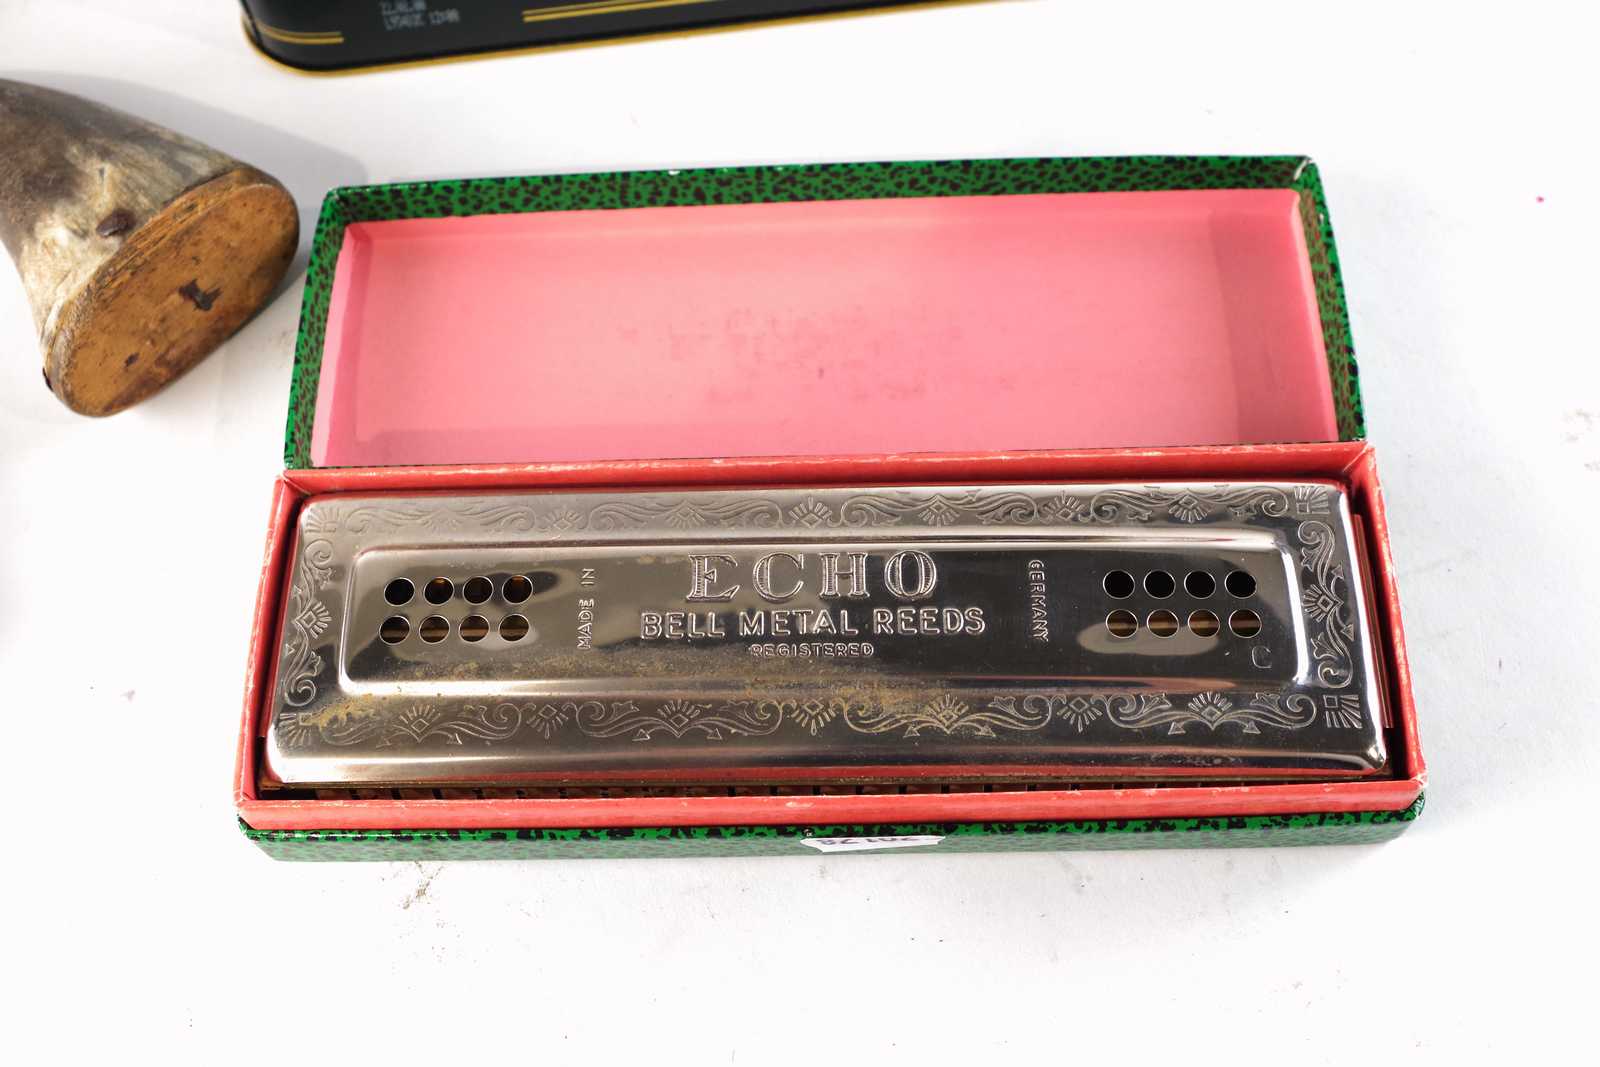 ECHO
MADE IN
GERMANY
BELL METAL REEDS
REGISTERED
C